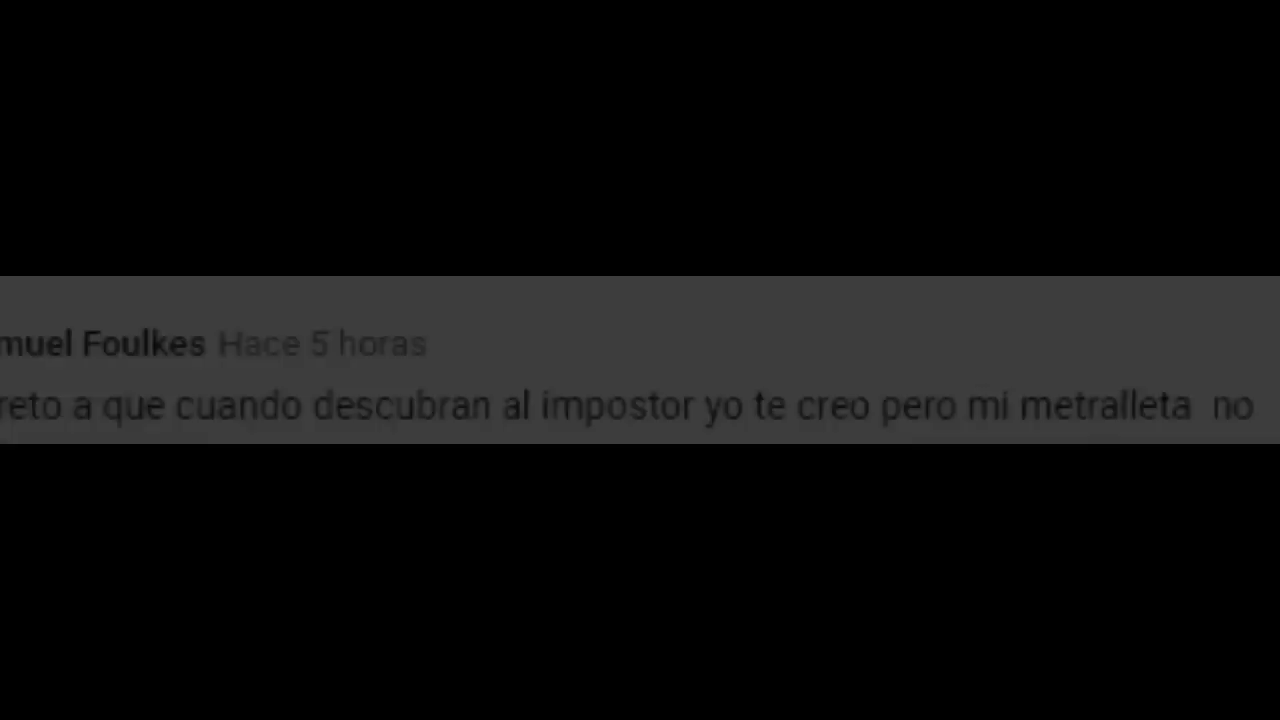 muel Foulkes Hace 5 horas
reto a que cuando descubran al impostor yo te creo pero mi metralleta no